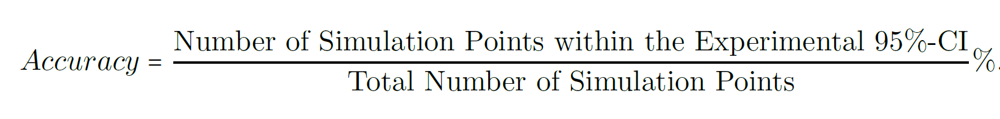 Number of Simulation Points within the Experimental 95%-CI
Accuracy = %.
Total Number of Simulation Points